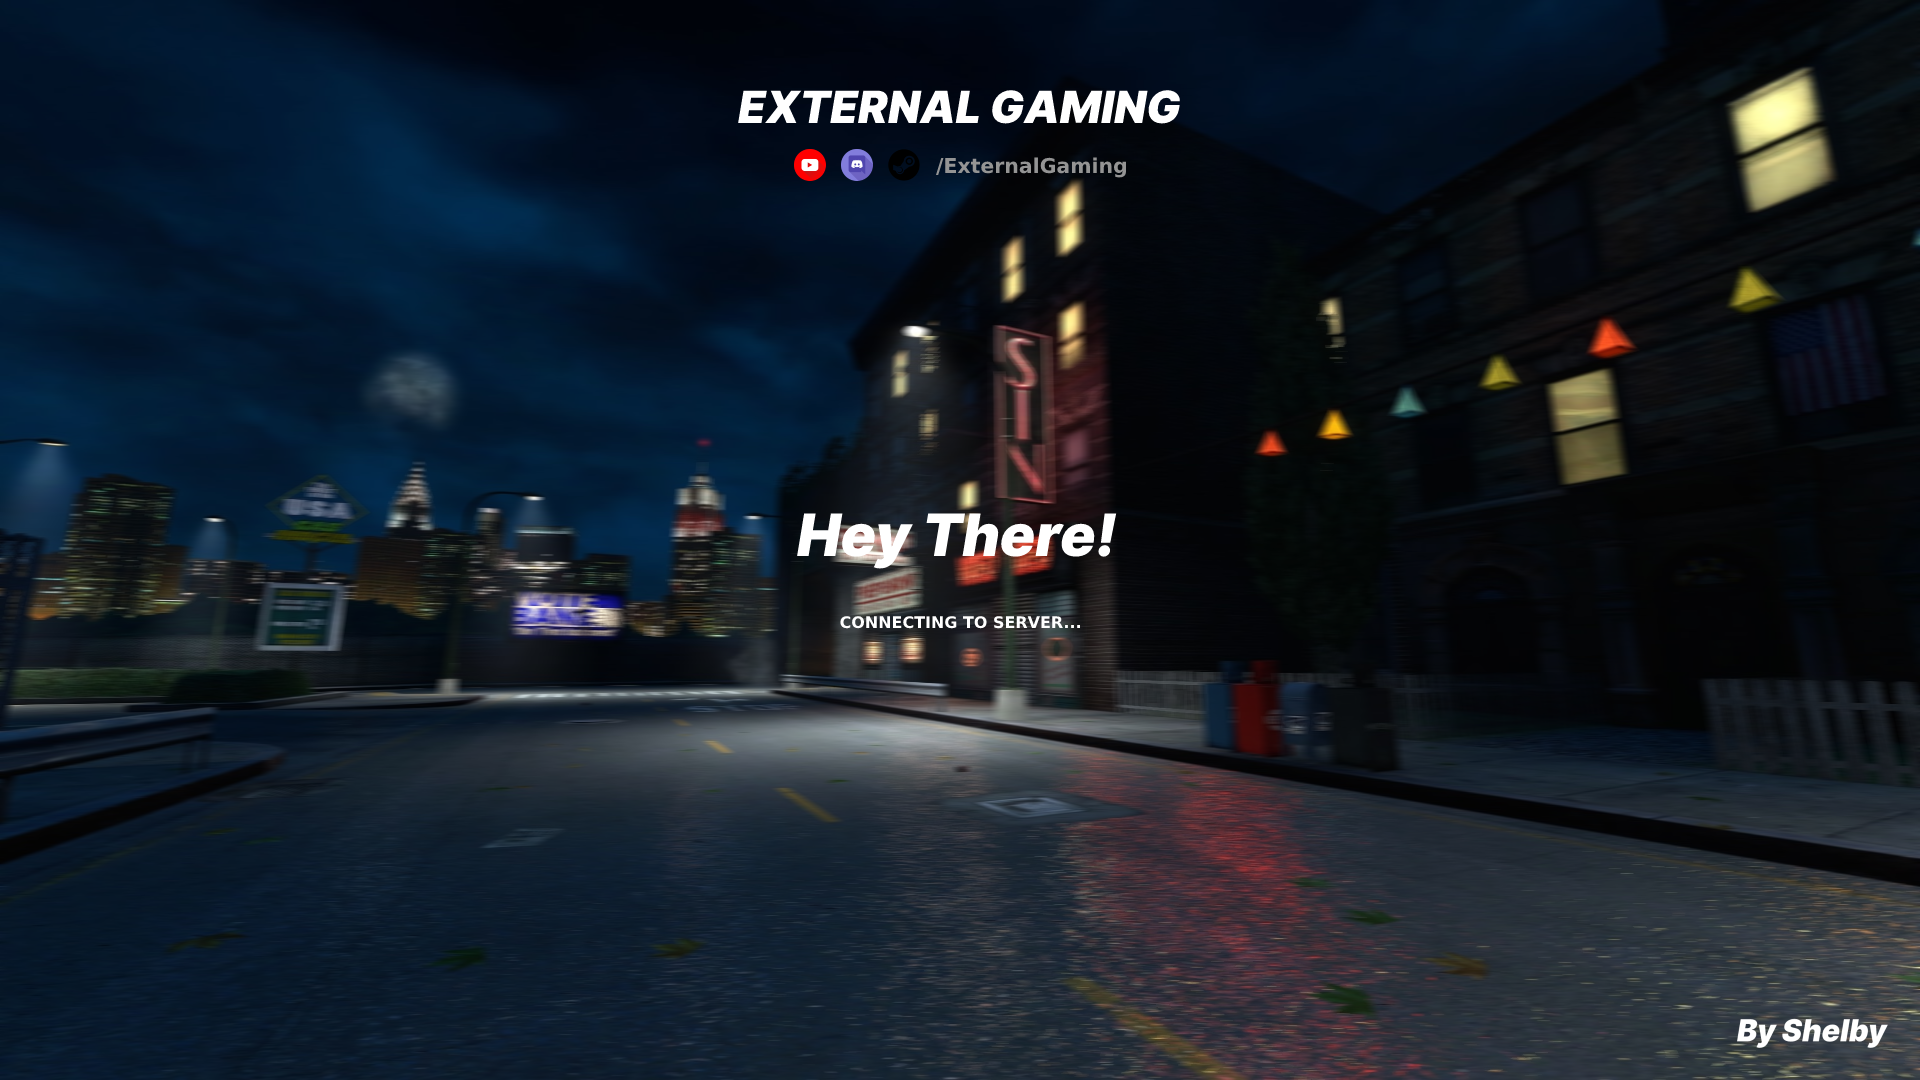 EXTERNAL GAMING
/ExternalGaming
SIN
U.S.A
Hey There!
CONNECTING TO SERVER...
By Shelby